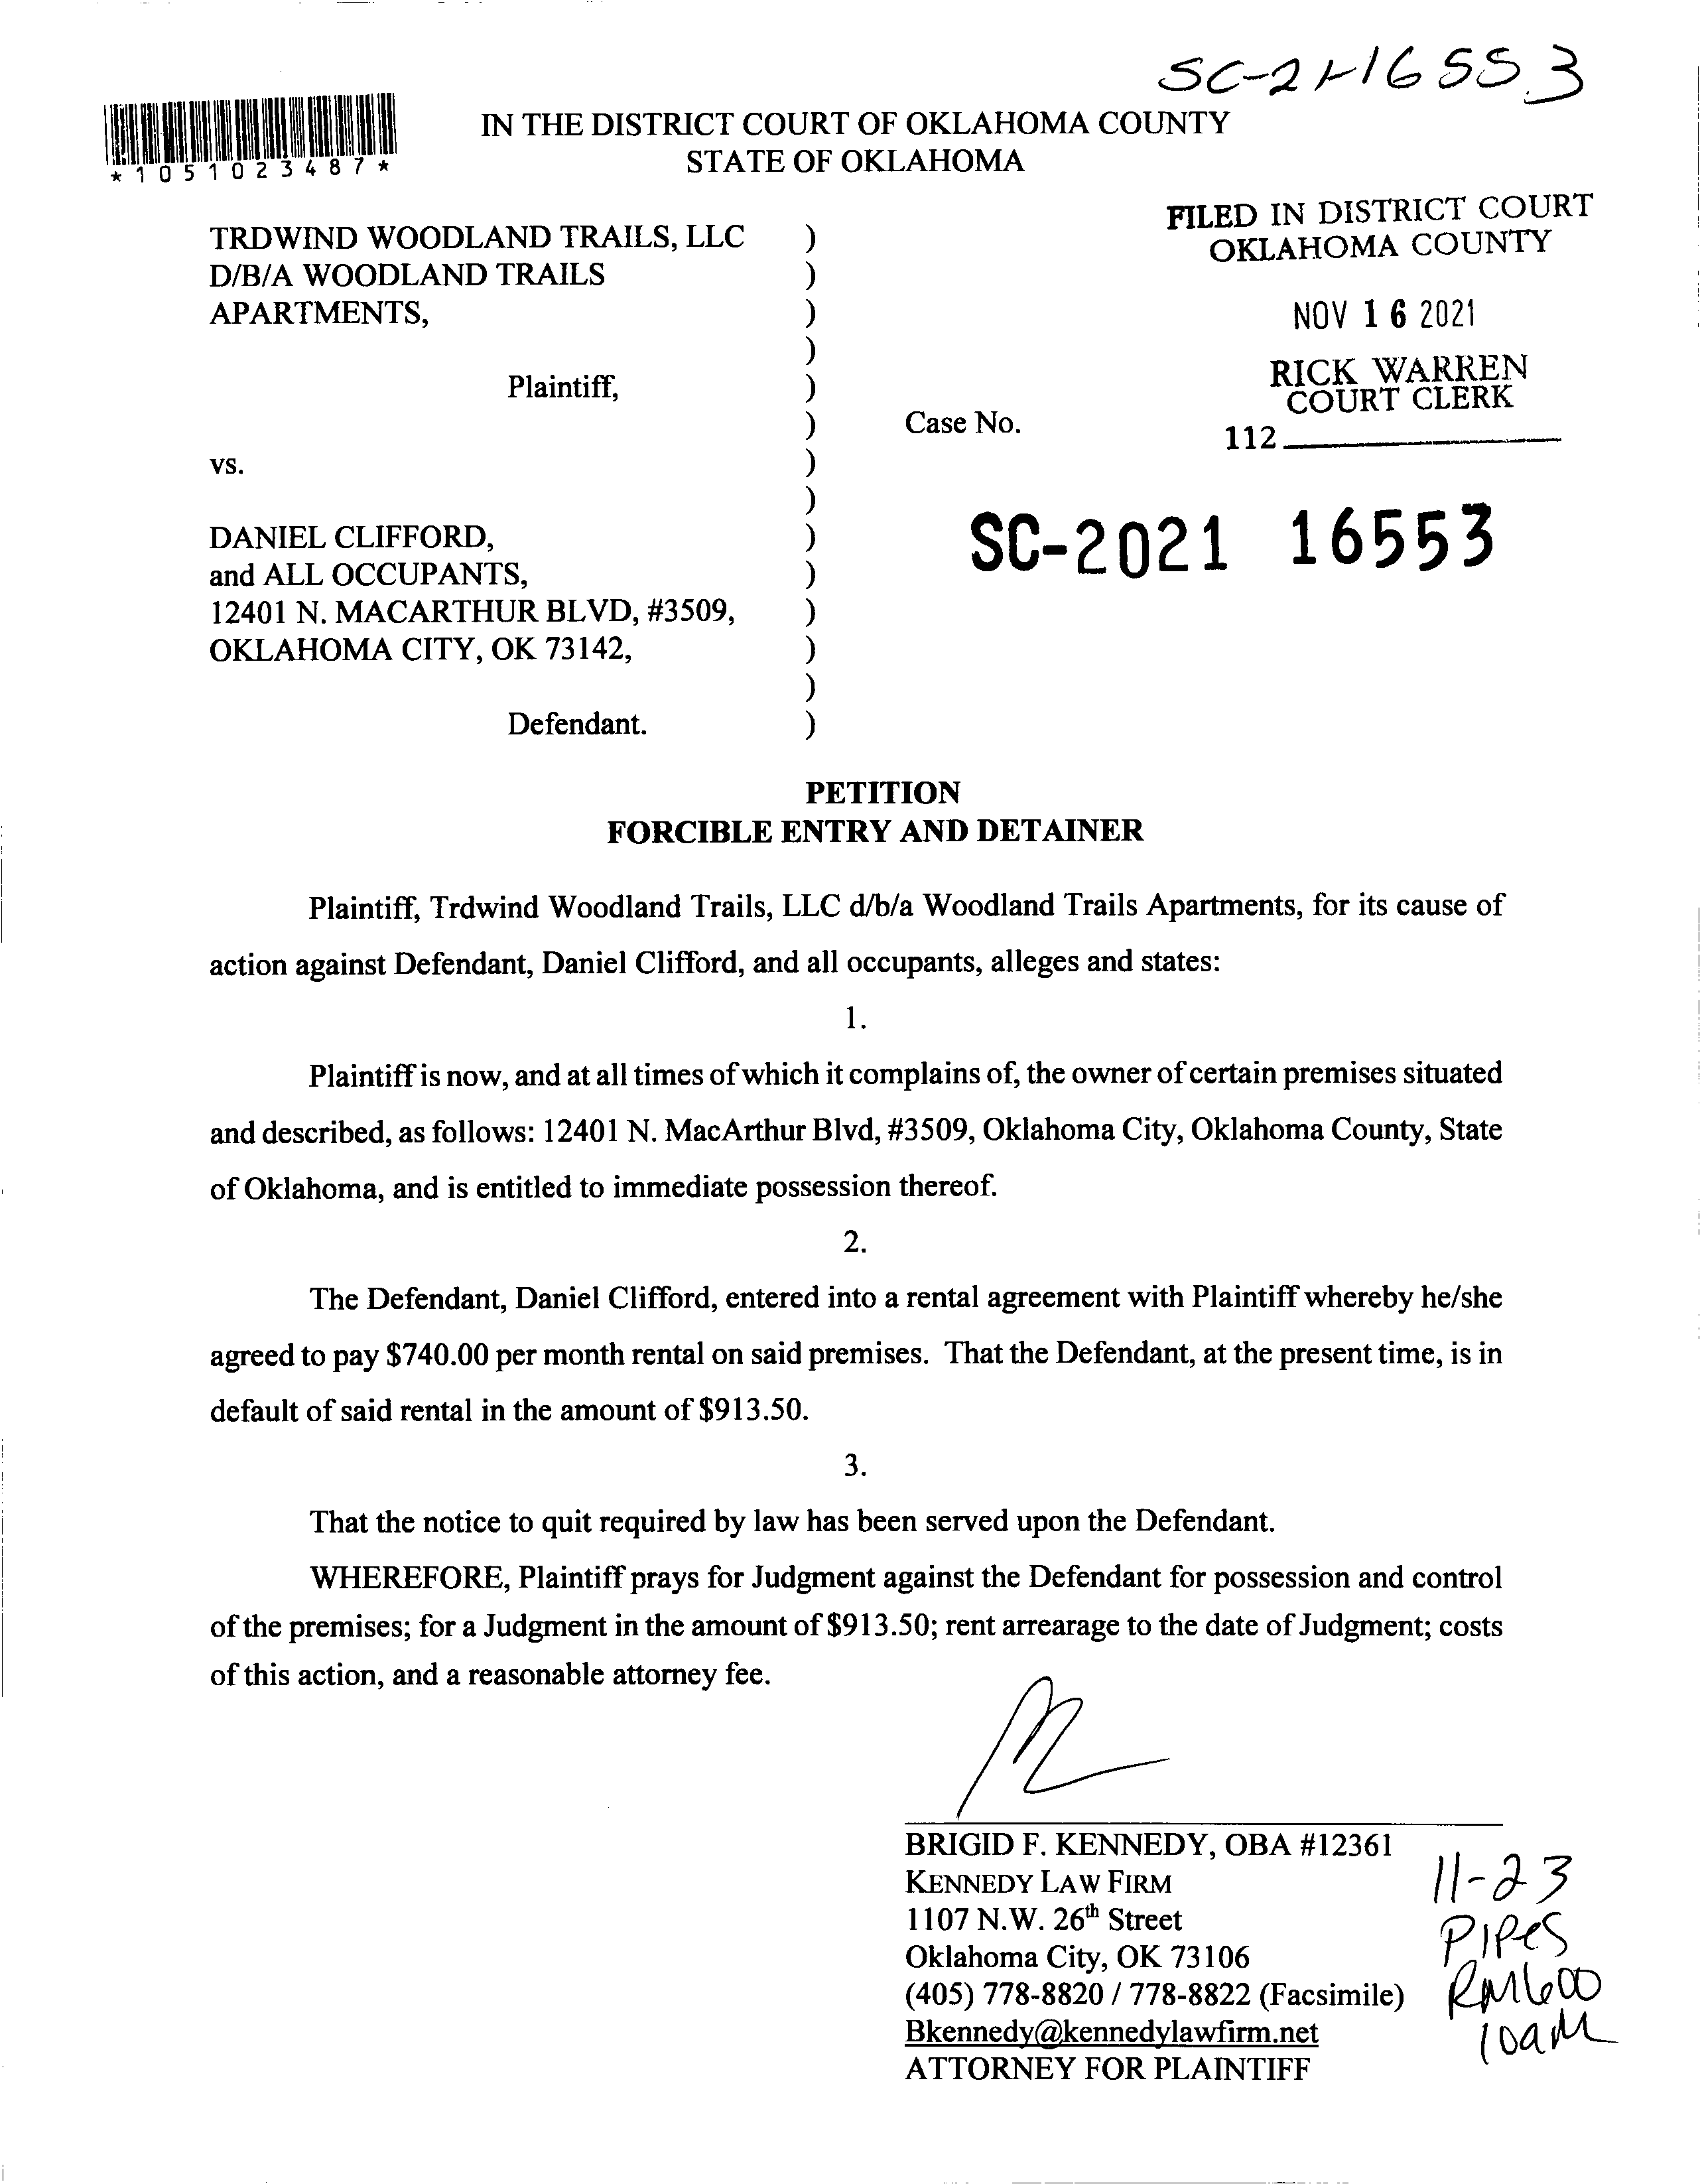 SC-21-16553
*1051023487*
IN THE DISTRICT COURT OF OKLAHOMA COUNTY
STATE OF OKLAHOMA
FILED IN DISTRICT COURT
OKLAHOMA COUNTY
NOV 16 2021
RICK WARREN
COURT CLERK
112
TRDWIND WOODLAND TRAILS, LLC )
D/B/A WOODLAND TRAILS )
APARTMENTS, )
)
Plaintiff, )
) Case No.
vs. )
)
SC-2021 16553
DANIEL CLIFFORD, )
and ALL OCCUPANTS, )
12401 N. MACARTHUR BLVD, #3509, )
OKLAHOMA CITY, OK 73142, )
)
Defendant. )
PETITION
FORCIBLE ENTRY AND DETAINER
Plaintiff, Trdwind Woodland Trails, LLC d/b/a Woodland Trails Apartments, for its cause of
action against Defendant, Daniel Clifford, and all occupants, alleges and states:
1.
Plaintiff is now, and at all times of which it complains of, the owner of certain premises situated
and described, as follows: 12401 N. MacArthur Blvd, #3509, Oklahoma City, Oklahoma County, State
of Oklahoma, and is entitled to immediate possession thereof.
2.
The Defendant, Daniel Clifford, entered into a rental agreement with Plaintiff whereby he/she
agreed to pay $740.00 per month rental on said premises. That the Defendant, at the present time, is in
default of said rental in the amount of $913.50.
3.
That the notice to quit required by law has been served upon the Defendant.
WHEREFORE, Plaintiff prays for Judgment against the Defendant for possession and control
of the premises; for a Judgment in the amount of $913.50; rent arrearage to the date of Judgment; costs
of this action, and a reasonable attorney fee.
BRIGID F. KENNEDY, OBA #12361
KENNEDY LAW FIRM
1107 N.W. 26th Street
Oklahoma City, OK 73106
(405) 778-8820 / 778-8822 (Facsimile)
Bkennedy@kennedylawfirm.net
ATTORNEY FOR PLAINTIFF
11-23
PIPES
RM600
10am